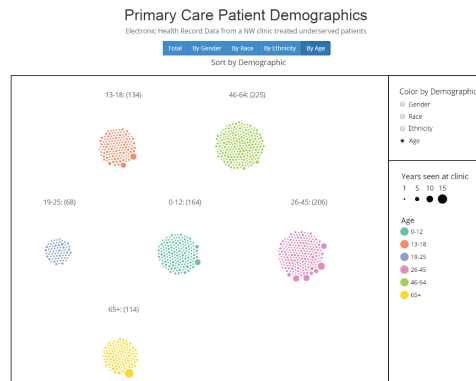 Primary Care Patient Demographics
Electronic Health Record Data from a NW clinic treated underserved patients
Total By Gender By Race By Ethnicity By Age
Sort by Demographic
13-18: (134)
46-64: (225)
19-25: (68)
0-12: (164)
26-45: (206)
65+: (114)
Color by Demographic
Gender
Race
Ethnicity
Age
Years seen at clinic
1 5 10 15
Age
0-12
13-18
19-25
26-45
46-64
65+